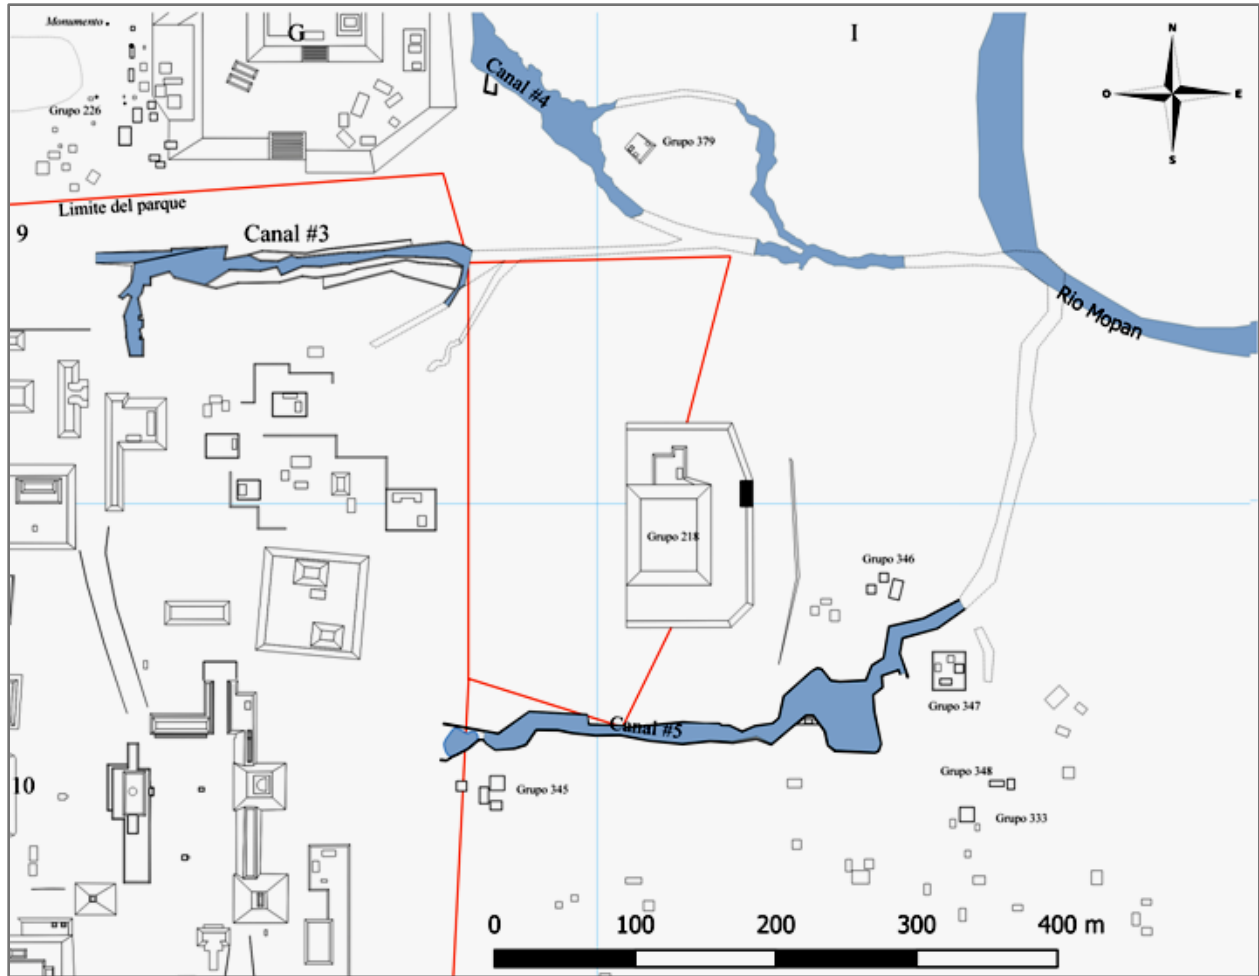 Monumento
G
I
N
Canal #4
O
E
Grupo 226
Grupo 379
S
Limite del parque
9
Canal #3
Rio Mopan
Grupo 218
Grupo 346
Grupo 347
Canal #5
10
Grupo 345
Grupo 348
Grupo 333
0 100 200 300 400 m